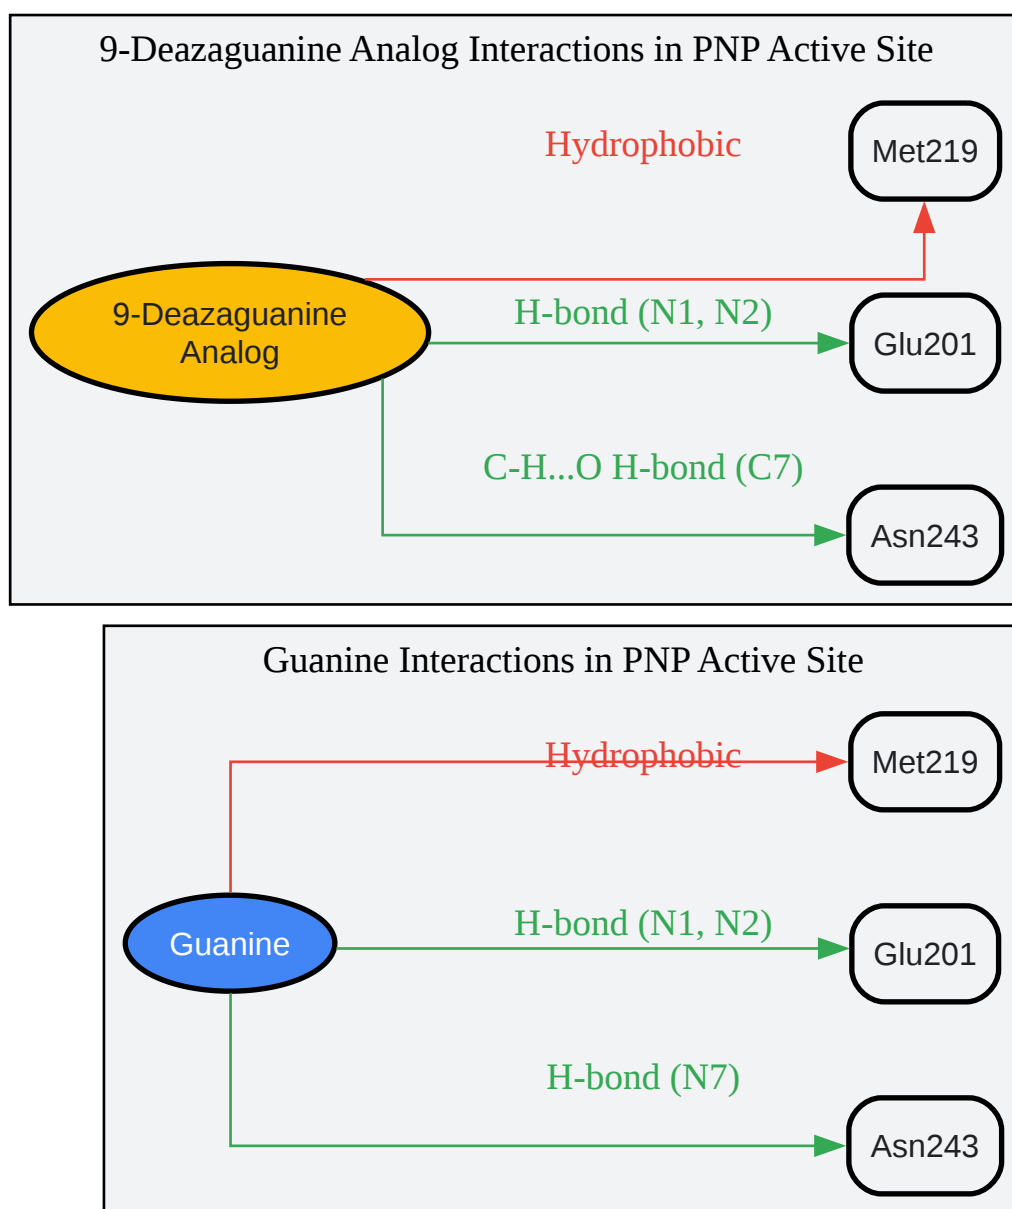 9-Deazaguanine Analog Interactions in PNP Active Site
Hydrophobic
Met219
9-Deazaguanine
Analog
H-bond (N1, N2)
Glu201
C-H...O H-bond (C7)
Asn243
Guanine Interactions in PNP Active Site
Hydrophobic
Met219
Guanine
H-bond (N1, N2)
Glu201
H-bond (N7)
Asn243